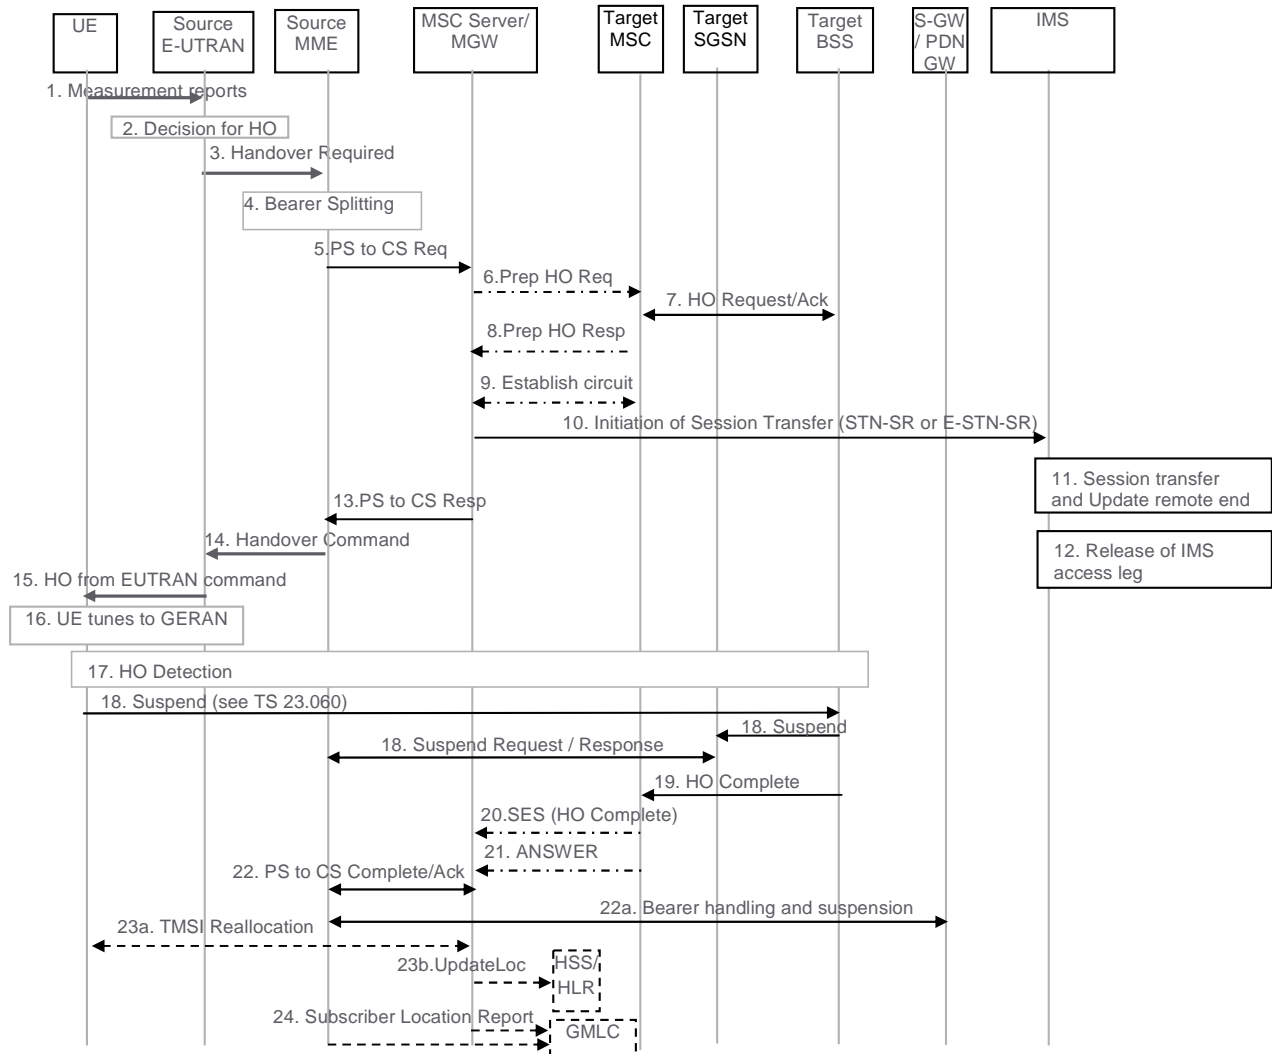 UE
Source
E-UTRAN
Source
MME
MSC Server/
MGW
Target
MSC
Target
SGSN
Target
BSS
S-GW
/ PDN
GW
IMS
1. Measurement reports
2. Decision for HO
3. Handover Required
4. Bearer Splitting
5.PS to CS Req
6.Prep HO Req
7. HO Request/Ack
8.Prep HO Resp
9. Establish circuit
10. Initiation of Session Transfer (STN-SR or E-STN-SR)
11. Session transfer
and Update remote end
13.PS to CS Resp
14. Handover Command
12. Release of IMS
access leg
15. HO from EUTRAN command
16. UE tunes to GERAN
17. HO Detection
18. Suspend (see TS 23.060)
18. Suspend
18. Suspend Request / Response
19. HO Complete
20.SES (HO Complete)
21. ANSWER
22. PS to CS Complete/Ack
22a. Bearer handling and suspension
23a. TMSI Reallocation
23b.UpdateLoc
HSS/
HLR
24. Subscriber Location Report
GMLC